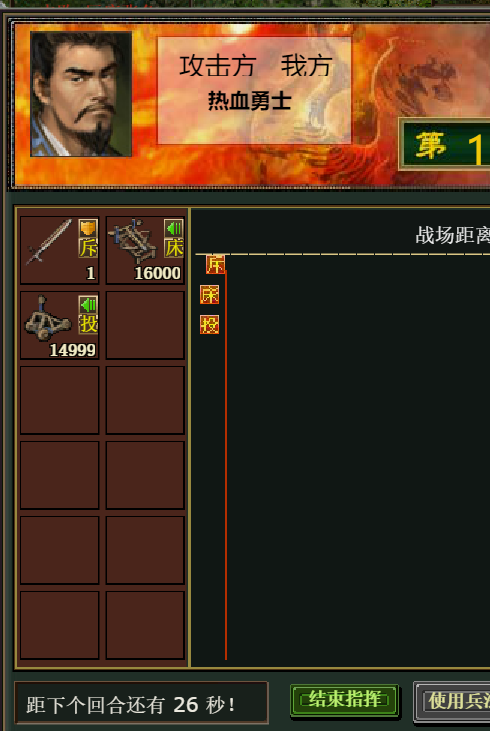 攻击方 我方
热血勇士
第 1
斥
1
床
16000
投
14999
战场距离
斥
床
投
距下个回合还有 26 秒!
结束指挥
使用兵法